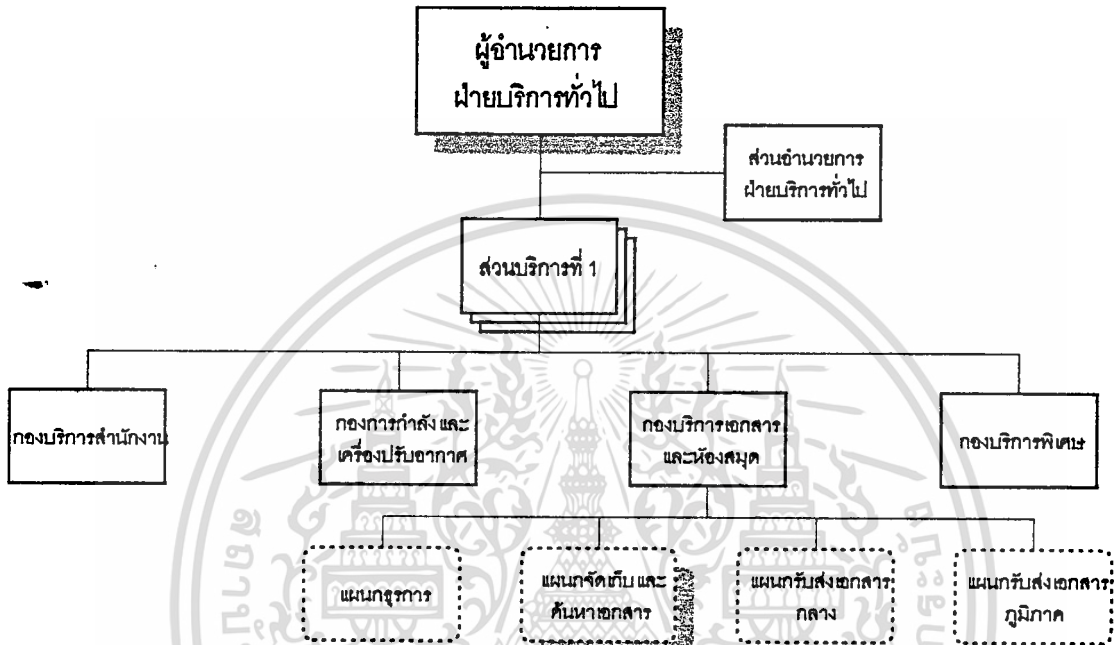 ผู้อำนวยการ
ฝ่ายบริการทั่วไป
ส่วนอำนวยการ
ฝ่ายบริการทั่วไป
ส่วนบริการที่ 1
กองบริการสำนักงาน
กองการกำลัง และ
เครื่องปรับอากาศ
กองบริการเอกสาร
และห้องสมุด
กองบริการพิเศษ
แผนกธุรการ
แผนกจัดเก็บ และ
ค้นหาเอกสาร
แผนกรับส่งเอกสาร
กลาง
แผนกรับส่งเอกสาร
ภูมิภาค